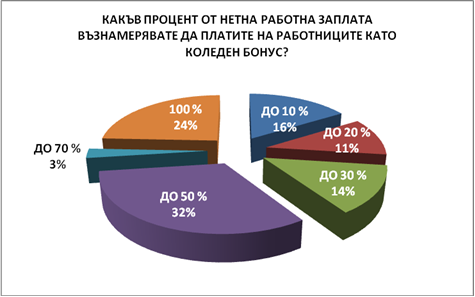 КАКЪВ ПРОЦЕНТ ОТ НЕТНА РАБОТНА ЗАПЛАТА
ВЪЗНАМЕРЯВАТЕ ДА ПЛАТИТЕ НА РАБОТНИЦИТЕ КАТО
КОЛЕДЕН БОНУС?
100 %
24%
ДО 10 %
16%
ДО 20 %
11%
ДО 70 %
3%
ДО 30 %
14%
ДО 50 %
32%